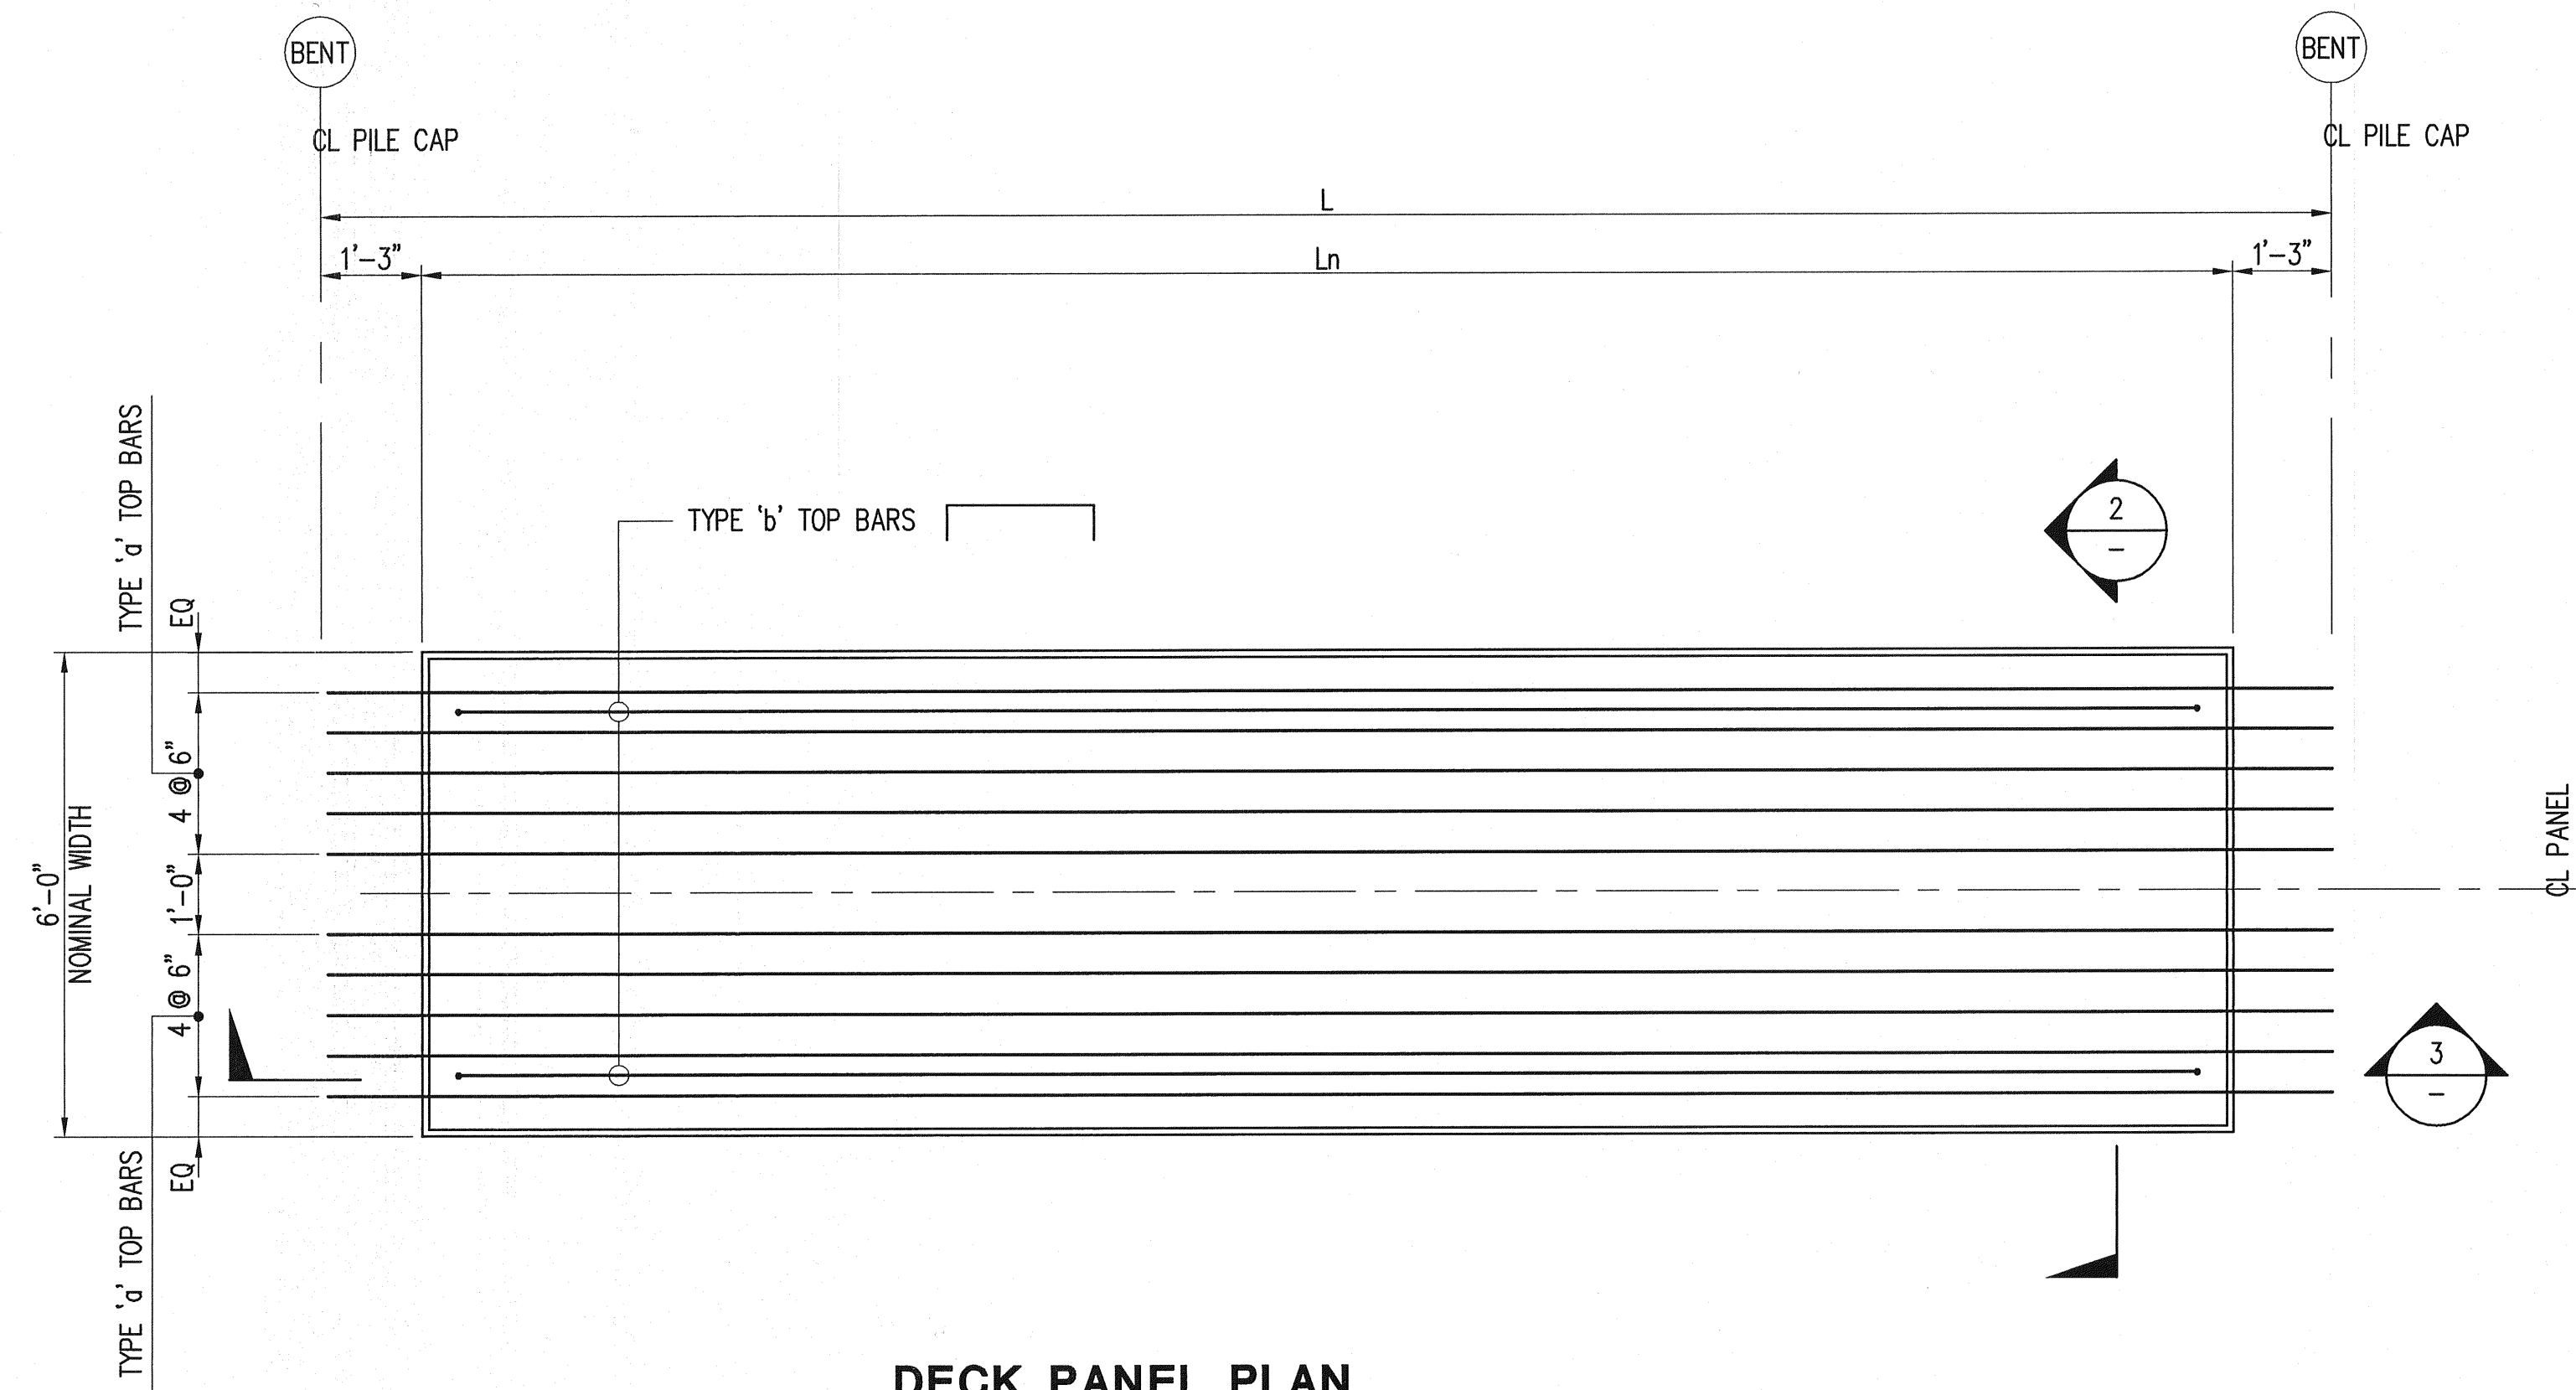 BENT
BENT
CL PILE CAP
CL PILE CAP
L
1'-3"
Ln
1'-3"
TYPE 'a' TOP BARS
TYPE 'b' TOP BARS
2
-
EQ
4 @ 6"
6'-0"
NOMINAL WIDTH
1'-0"
CL PANEL
4 @ 6"
3
-
EQ
TYPE 'a' TOP BARS
DECK PANEL PLAN